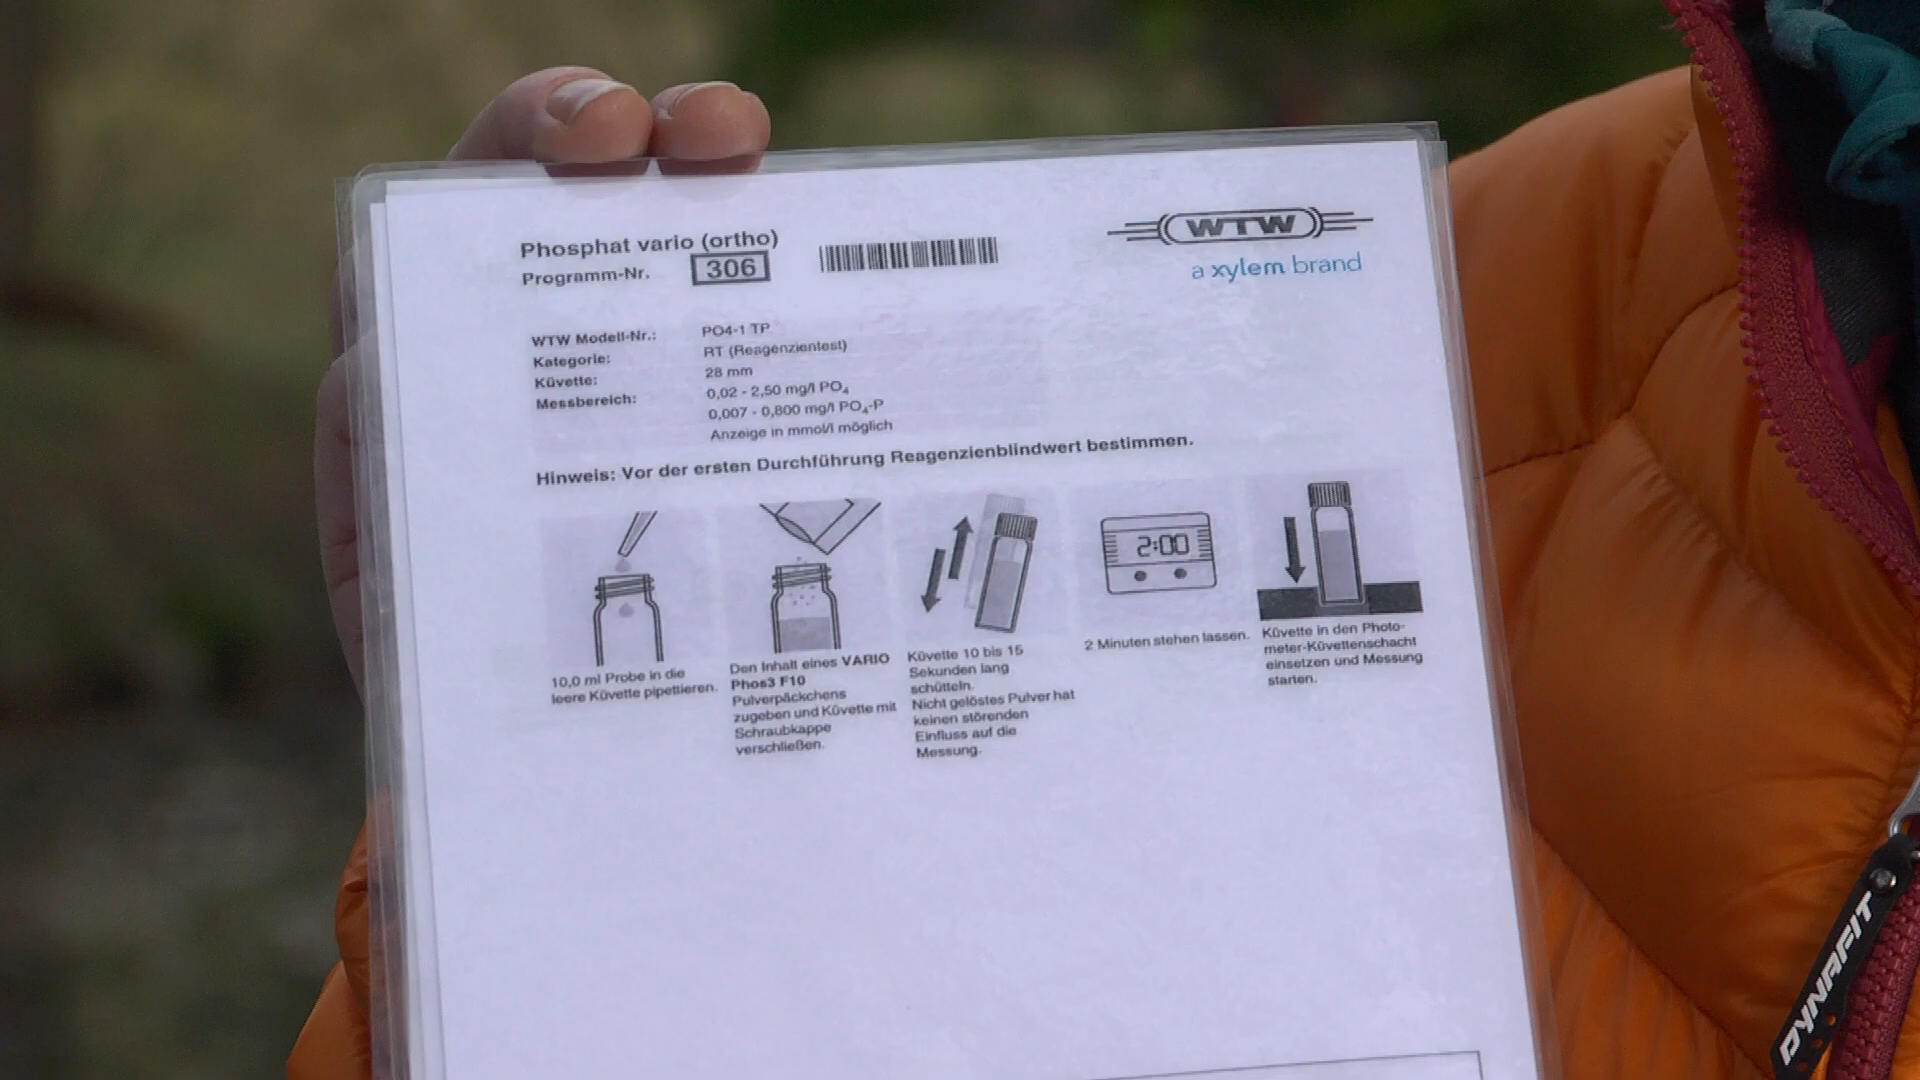 Phosphat vario (ortho)
Programm-Nr. 306
WTW
a xylem brand
WTW Modell-Nr.: PO4-1 TP
Kategorie: RT (Reagenzientest)
Küvette: 28 mm
Messbereich: 0,02 - 2,50 mg/l PO₄
0,007 - 0,800 mg/l PO₄-P
Anzeige in mmol/l möglich
Hinweis: Vor der ersten Durchführung Reagenzienblindwert bestimmen.
10,0 ml Probe in die
leere Küvette pipettieren.
Den Inhalt eines VARIO
Phos3 F10
Pulverpäckchens
zugeben und Küvette mit
Schraubkappe
verschließen.
Küvette 10 bis 15
Sekunden lang
schütteln.
Nicht gelöstes Pulver hat
keinen störenden
Einfluss auf die
Messung.
2:00
2 Minuten stehen lassen.
Küvette in den Photo-
meter-Küvettenschacht
einsetzen und Messung
starten.
DYNAFIT